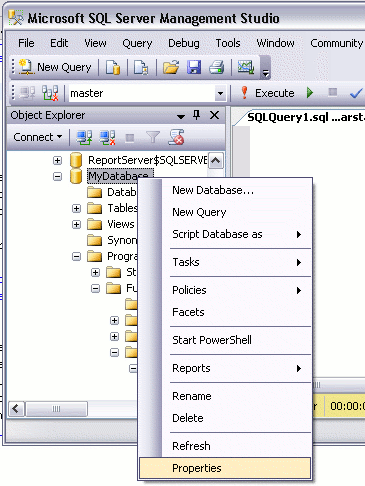 Microsoft SQL Server Management Studio
File Edit View Query Debug Tools Window Community
New Query
master Execute
Object Explorer
SQLQuery1.sql ...arsta
Connect
ReportServer$SQLSERVE
MyDatabase
Datab
Tables
Views
Synon
Progra
St
Fu
New Database...
New Query
Script Database as
Tasks
Policies
Facets
Start PowerShell
Reports
Rename
Delete
Refresh
Properties
r 00:00:0